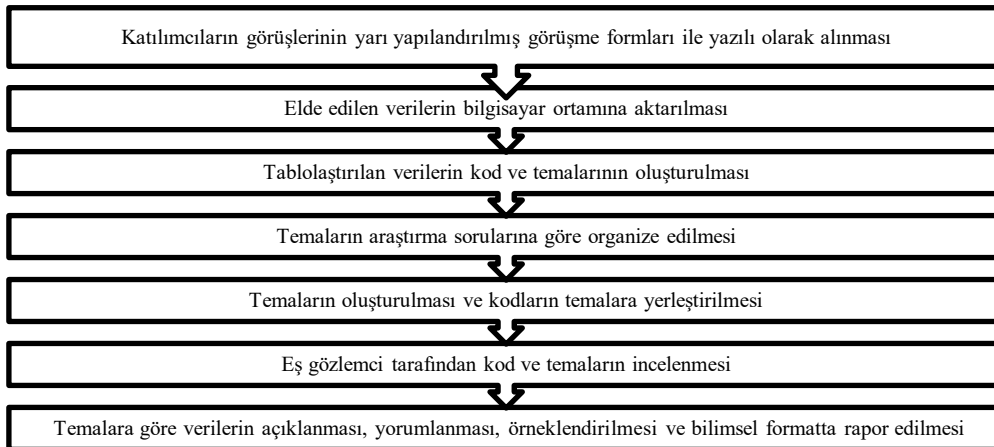 Katılımcıların görüşlerinin yarı yapılandırılmış görüşme formları ile yazılı olarak alınması
Elde edilen verilerin bilgisayar ortamına aktarılması
Tablolaştırılan verilerin kod ve temalarının oluşturulması
Temaların araştırma sorularına göre organize edilmesi
Temaların oluşturulması ve kodların temalara yerleştirilmesi
Eş gözlemci tarafından kod ve temaların incelenmesi
Temalara göre verilerin açıklanması, yorumlanması, örneklendirilmesi ve bilimsel formatta rapor edilmesi